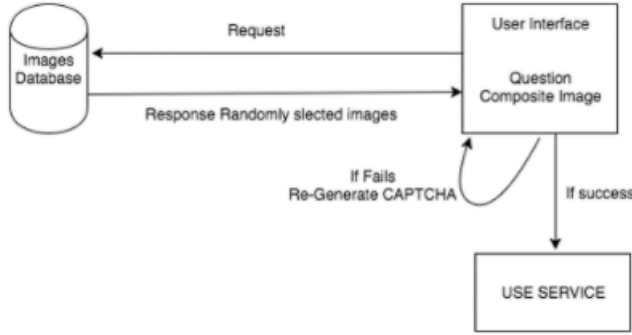 Request
User Interface
Images
Database
Question
Composite Image
Response Randomly slected images
If Fails
Re-Generate CAPTCHA
If success
USE SERVICE